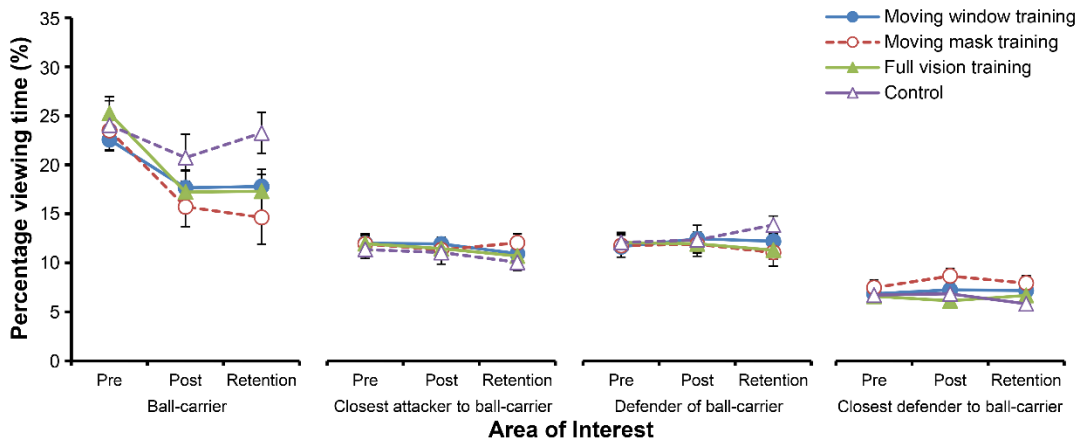 35
30
25
20
15
10
5
0
Percentage viewing time (%)
Moving window training
Moving mask training
Full vision training
Control
Pre Post Retention Pre Post Retention Pre Post Retention Pre Post Retention
Ball-carrier Closest attacker to ball-carrier Defender of ball-carrier Closest defender to ball-carrier
Area of Interest